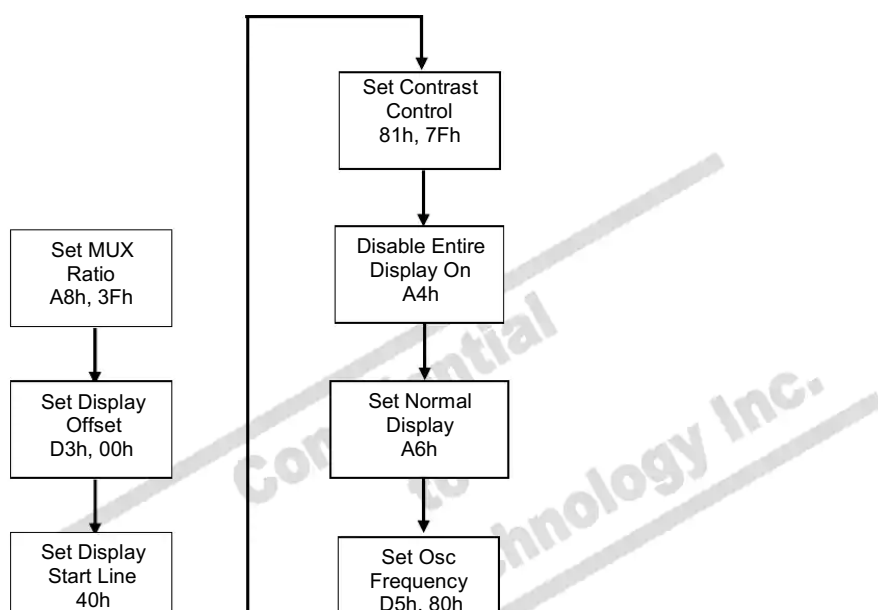 Set MUX
Ratio
A8h, 3Fh
Set Display
Offset
D3h, 00h
Set Display
Start Line
40h
Set Contrast
Control
81h, 7Fh
Disable Entire
Display On
A4h
Set Normal
Display
A6h
Set Osc
Frequency
D5h, 80h
Inc.